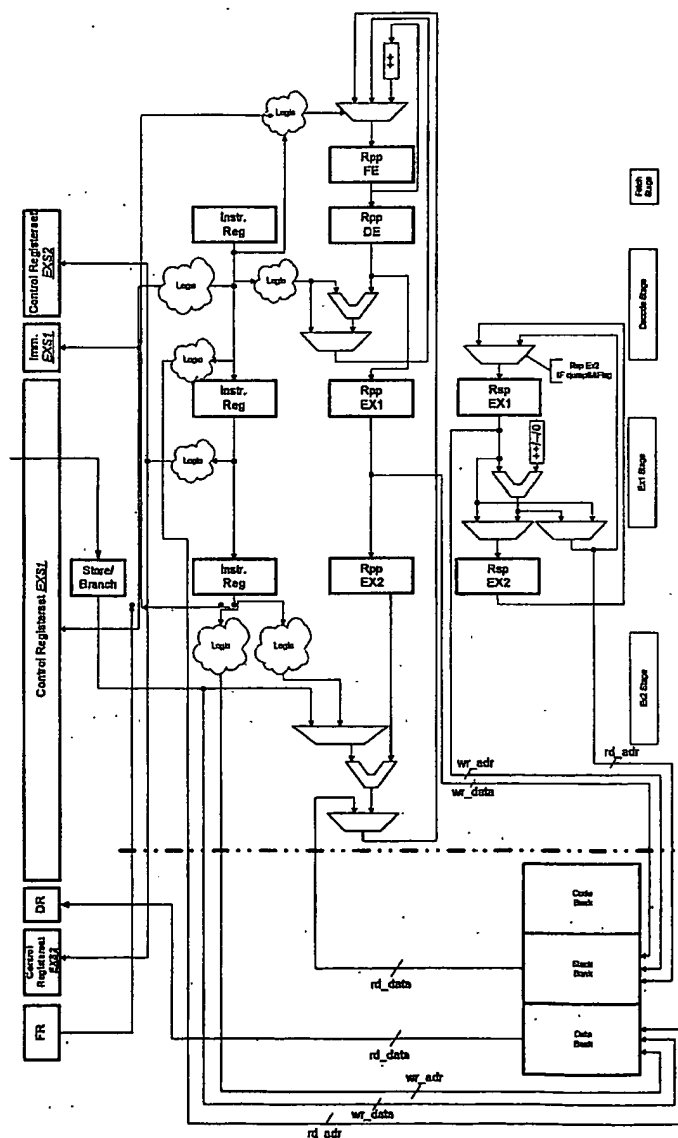 ++
Logic
Rpp
FE
Fetch
Stage
Control Registerset
EXS2
Instr.
Reg
Rpp
DE
Logic
Logic
Decode Stage
Imm.
EXS1
Logic
Rsp Ex2
Instr.
Reg
Rpp
EX1
Rsp
EX1
++/--/0
Ex1 Stage
Logic
Control Registerset EXS1
Store/
Branch
Instr.
Reg
Rpp
EX2
Rsp
EX2
Logic
Logic
Ex2 Stage
rd_adr
wr_adr
wr_data
DR
Code
Bank
Control
Registerset
Stack
Bank
rd_data
FR
Data
Bank
rd_data
wr_adr
wr_data
rd_adr